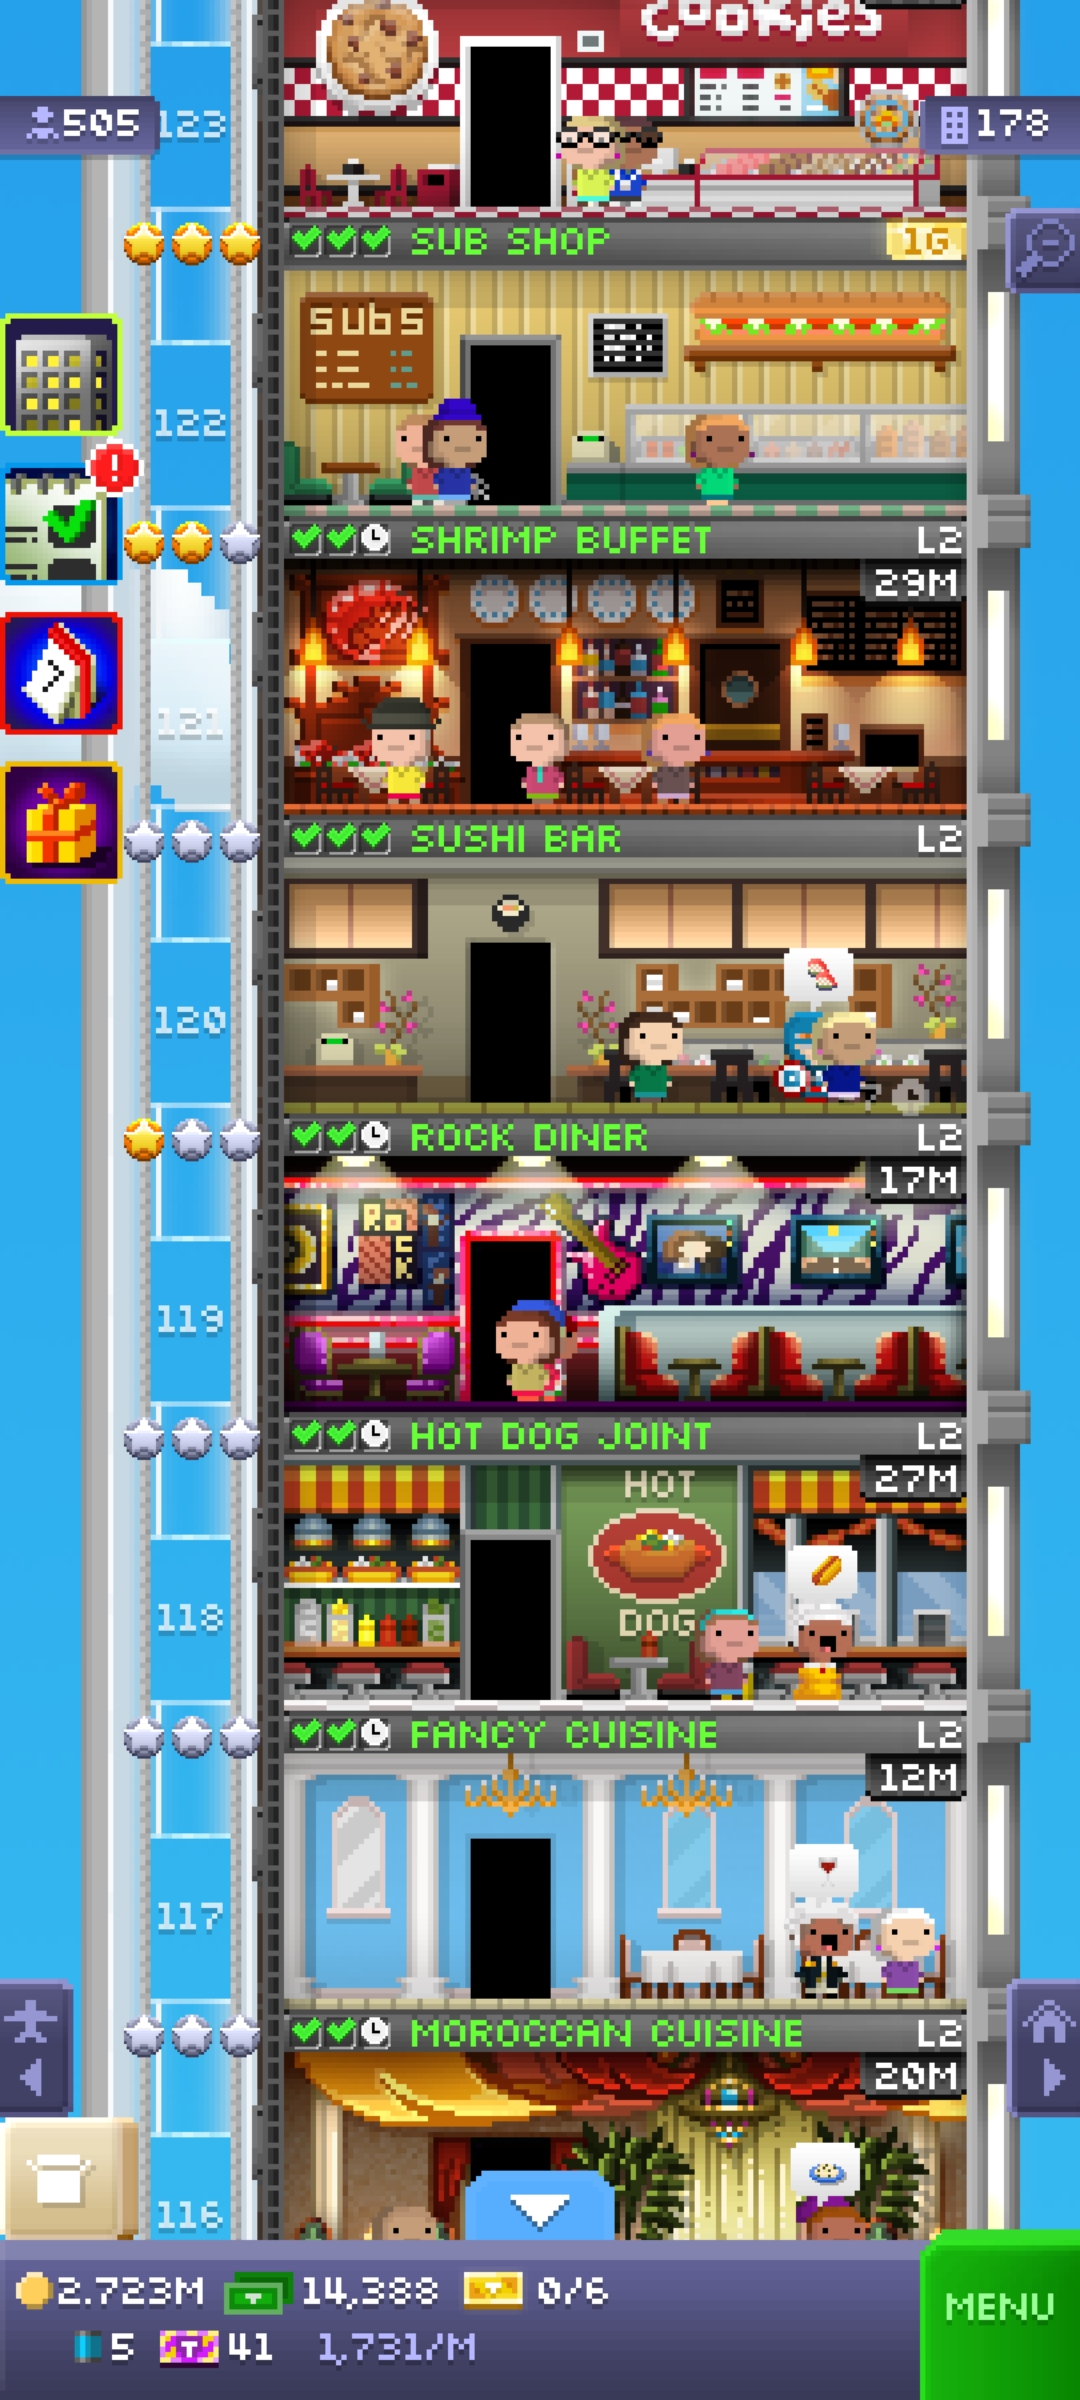 cookies
505
123
178
SUB SHOP
1G
subs
122
SHRIMP BUFFET
L2
29M
121
SUSHI BAR
L2
120
ROCK DINER
L2
17M
Rock
119
HOT DOG JOINT
L2
27M
HOT
DOG
118
FANCY CUISINE
L2
12M
117
MOROCCAN CUISINE
L2
20M
116
2.723M
14,388
0/6
MENU
5
T
41
1,731/M